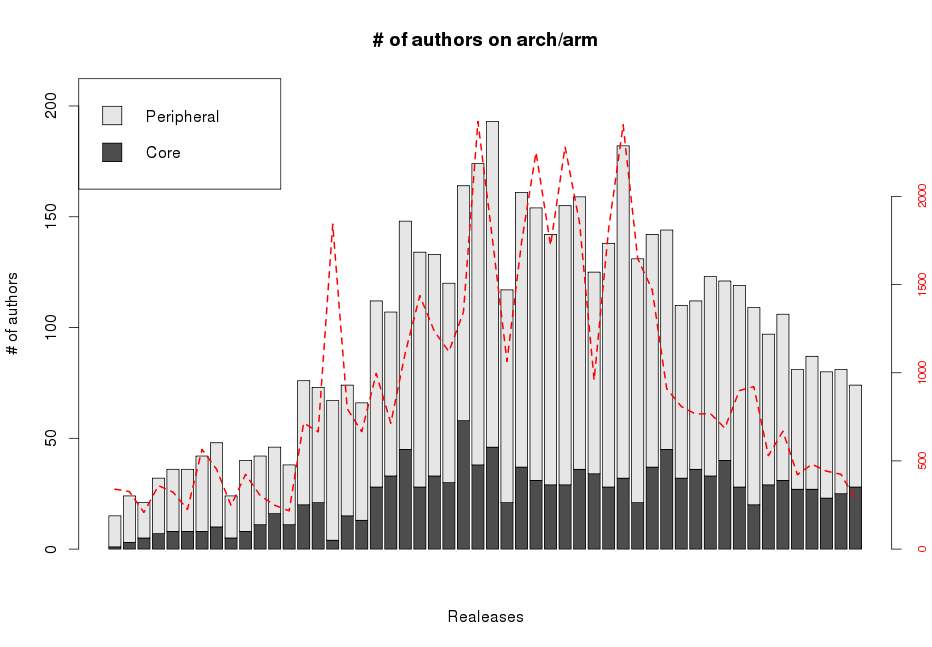 # of authors on arch/arm
Peripheral
Core
# of authors
200
150
100
50
0
2000
1500
1000
500
0
Realeases